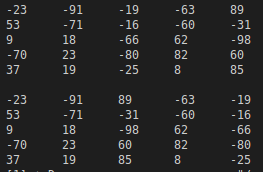 -23 -91 -19 -63 89
53 -71 -16 -60 -31
9 18 -66 62 -98
-70 23 -80 82 60
37 19 -25 8 85
-23 -91 89 -63 -19
53 -71 -31 -60 -16
9 18 -98 62 -66
-70 23 60 82 -80
37 19 85 8 -25